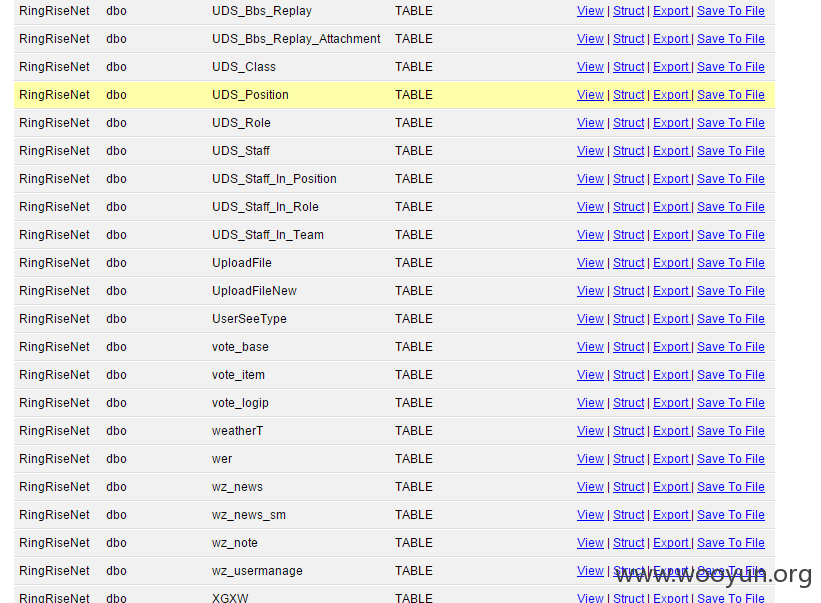 RingRiseNet dbo UDS_Bbs_Replay TABLE View | Struct | Export | Save To File
RingRiseNet dbo UDS_Bbs_Replay_Attachment TABLE View | Struct | Export | Save To File
RingRiseNet dbo UDS_Class TABLE View | Struct | Export | Save To File
RingRiseNet dbo UDS_Position TABLE View | Struct | Export | Save To File
RingRiseNet dbo UDS_Role TABLE View | Struct | Export | Save To File
RingRiseNet dbo UDS_Staff TABLE View | Struct | Export | Save To File
RingRiseNet dbo UDS_Staff_In_Position TABLE View | Struct | Export | Save To File
RingRiseNet dbo UDS_Staff_In_Role TABLE View | Struct | Export | Save To File
RingRiseNet dbo UDS_Staff_In_Team TABLE View | Struct | Export | Save To File
RingRiseNet dbo UploadFile TABLE View | Struct | Export | Save To File
RingRiseNet dbo UploadFileNew TABLE View | Struct | Export | Save To File
RingRiseNet dbo UserSeeType TABLE View | Struct | Export | Save To File
RingRiseNet dbo vote_base TABLE View | Struct | Export | Save To File
RingRiseNet dbo vote_item TABLE View | Struct | Export | Save To File
RingRiseNet dbo vote_logip TABLE View | Struct | Export | Save To File
RingRiseNet dbo weatherT TABLE View | Struct | Export | Save To File
RingRiseNet dbo wer TABLE View | Struct | Export | Save To File
RingRiseNet dbo wz_news TABLE View | Struct | Export | Save To File
RingRiseNet dbo wz_news_sm TABLE View | Struct | Export | Save To File
RingRiseNet dbo wz_note TABLE View | Struct | Export | Save To File
RingRiseNet dbo wz_usermanage TABLE View | Struct | Export | Save To File
www.wooyun.org
RingRiseNet dbo XGXW TABLE View | Struct | Export | Save To File